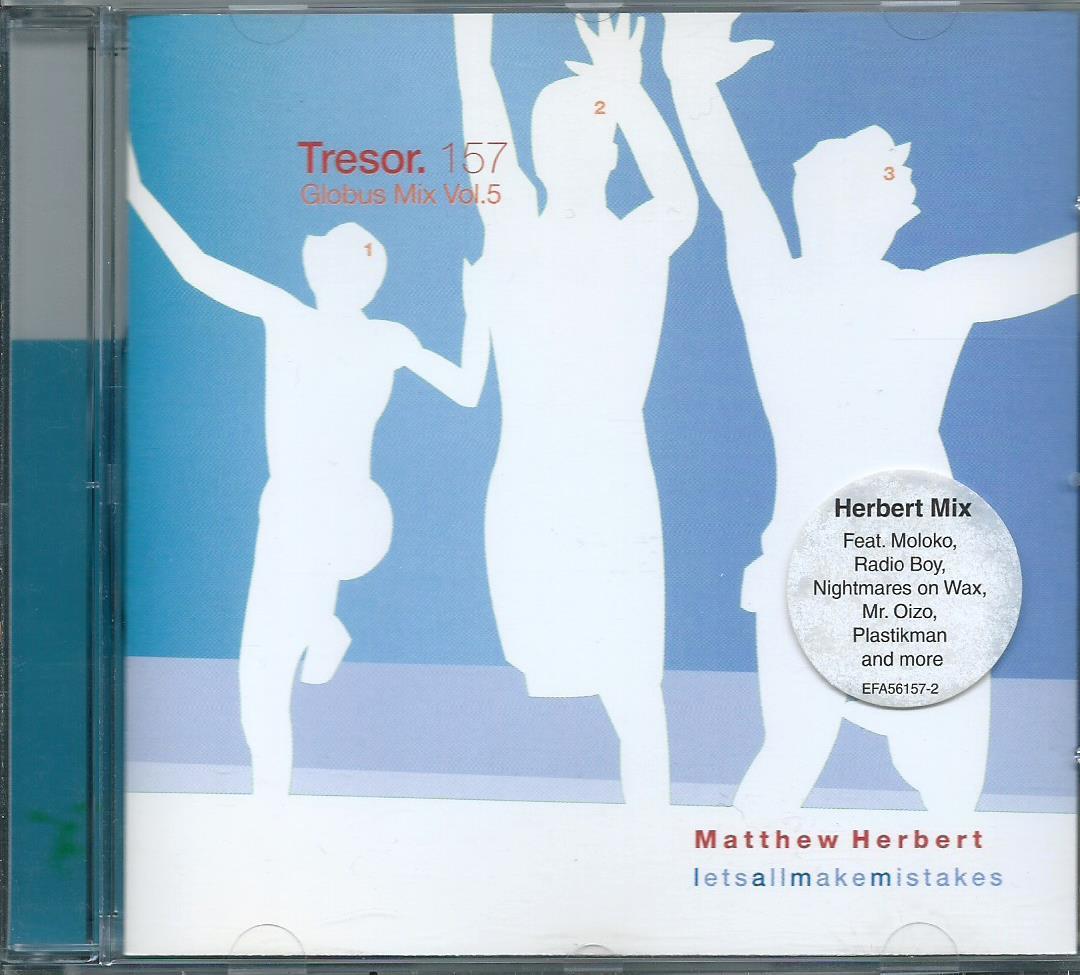 2
Tresor. 157
3
Globus Mix Vol.5
1
Herbert Mix
Feat. Moloko,
Radio Boy,
Nightmares on Wax,
Mr. Oizo,
Plastikman
and more
EFA56157-2
Matthew Herbert
letsallmakemistakes